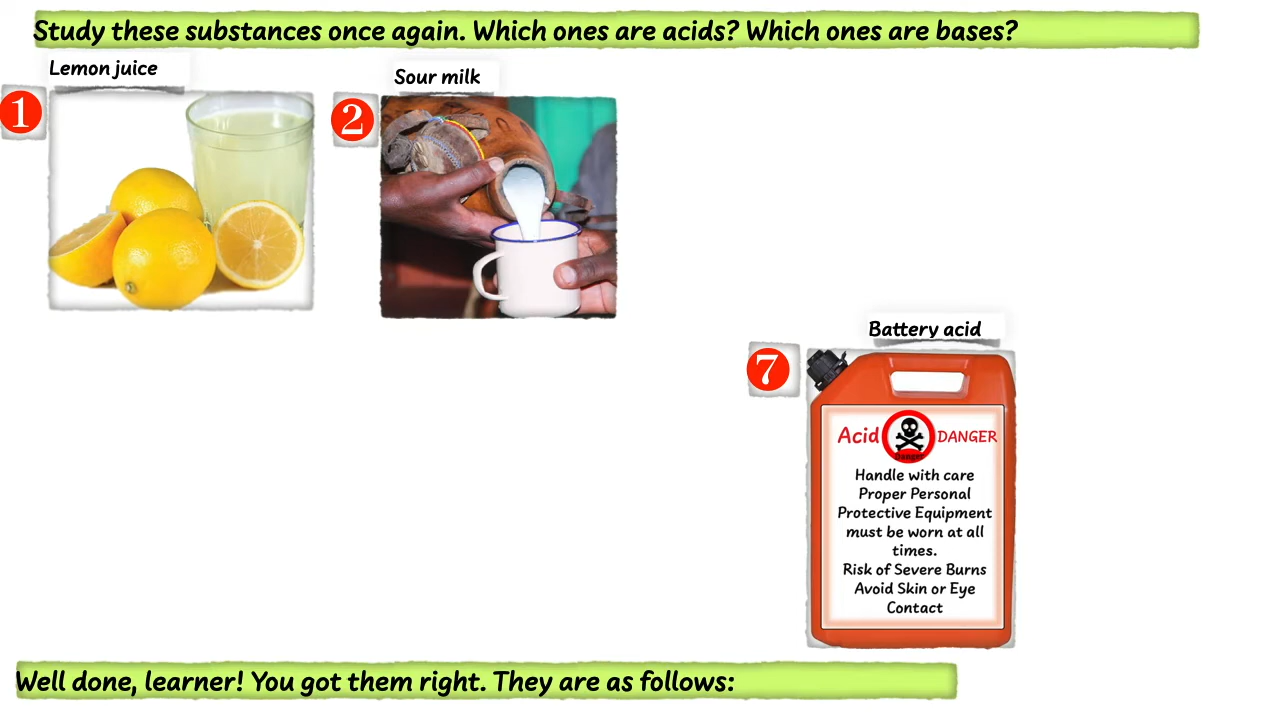 Study these substances once again. Which ones are acids? Which ones are bases?
Lemon juice
Sour milk
1
2
Battery acid
7
Acid
DANGER
Danger
Handle with care
Proper Personal
Protective Equipment
must be worn at all
times.
Risk of Severe Burns
Avoid Skin or Eye
Contact
Well done, learner! You got them right. They are as follows: